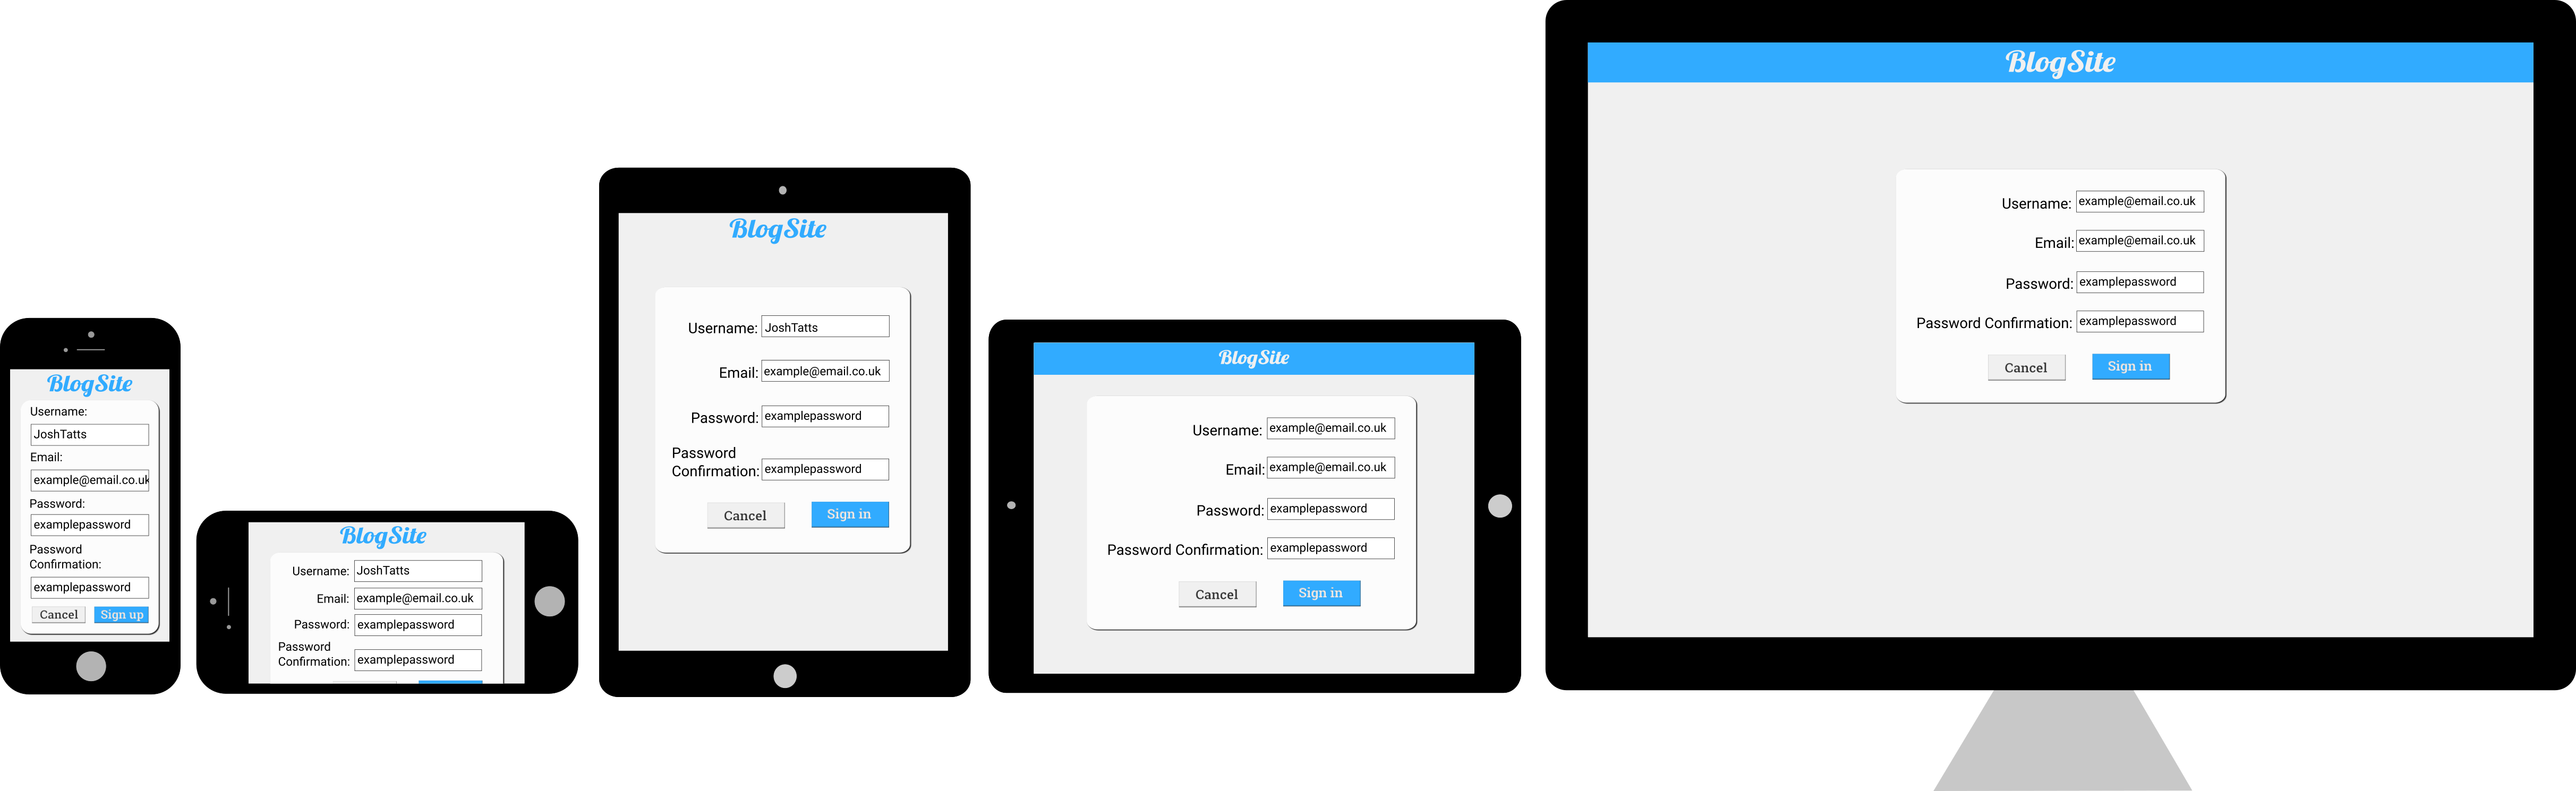 BlogSite
Username:
JoshTatts
Email:
example@email.co.uk
Password:
examplepassword
Password
Confirmation:
examplepassword
Cancel Sign up
BlogSite
Username: JoshTatts
Email: example@email.co.uk
Password: examplepassword
Password
Confirmation: examplepassword
BlogSite
Username: JoshTatts
Email: example@email.co.uk
Password: examplepassword
Password
Confirmation: examplepassword
Cancel Sign in
BlogSite
Username: example@email.co.uk
Email: example@email.co.uk
Password: examplepassword
Password Confirmation: examplepassword
Cancel Sign in
BlogSite
Username: example@email.co.uk
Email: example@email.co.uk
Password: examplepassword
Password Confirmation: examplepassword
Cancel Sign in